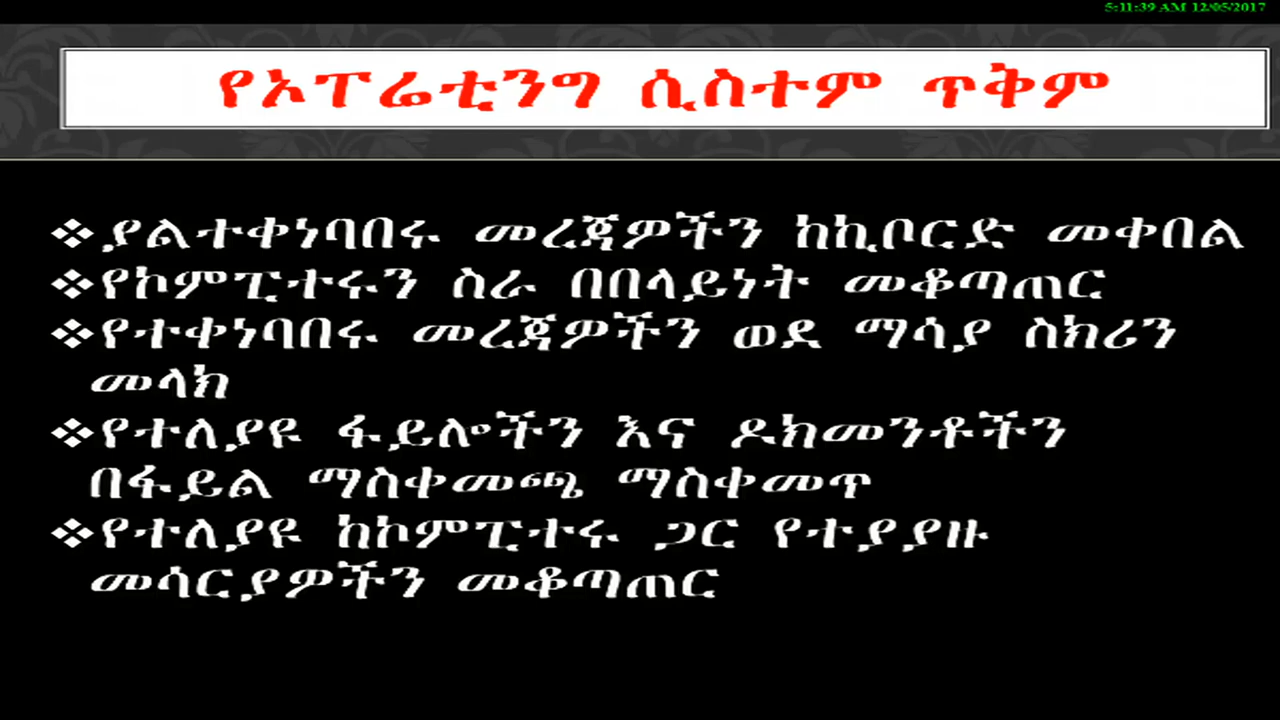 5:11:39 AM 12/05/2017
የኦፐሬቲንግ ሲስተም ጥቅም
❖ያልተቀነባበሩ መረጃዎችን ከኪቦርድ መቀበል
❖የኮምፒተሩን ስራ በበላይነት መቆጣጠር
❖የተቀነባበሩ መረጃዎችን ወደ ማሳያ ስክሪን
መላክ
❖የተለያዩ ፋይሎችን እና ዶክመንቶችን
በፋይል ማስቀመጫ ማስቀመጥ
❖የተለያዩ ከኮምፒተሩ ጋር የተያያዙ
መሳርያዎችን መቆጣጠር